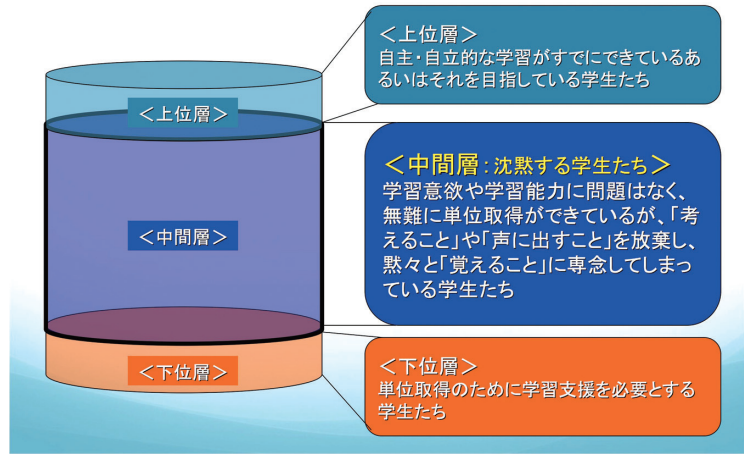 <上位層>
自主・自立的な学習がすでにできているあ
るいはそれを目指している学生たち
<上位層>
<中間層:沈黙する学生たち>
学習意欲や学習能力に問題はなく、
無難に単位取得ができているが、「考
えること」や「声に出すこと」を放棄し、
黙々と「覚えること」に専念してしまっ
ている学生たち
<中間層>
<下位層>
単位取得のために学習支援を必要とする
学生たち
<下位層>